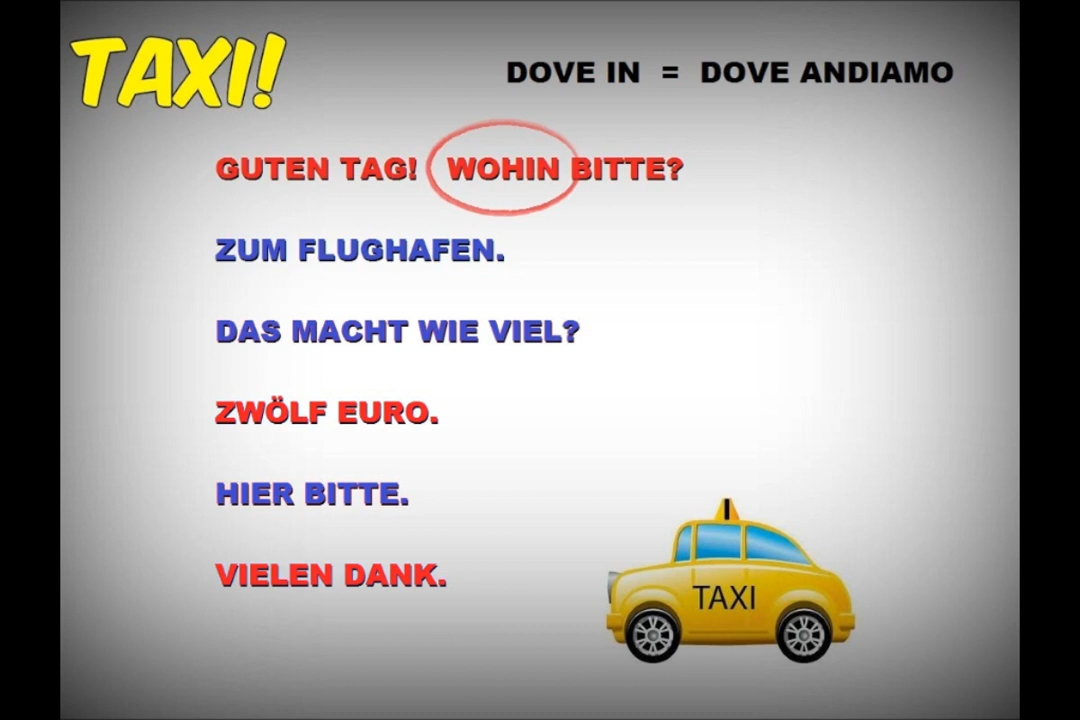 TAXI!
DOVE IN = DOVE ANDIAMO
GUTEN TAG! WOHIN BITTE?
ZUM FLUGHAFEN.
DAS MACHT WIE VIEL?
ZWÖLF EURO.
HIER BITTE.
VIELEN DANK.
TAXI